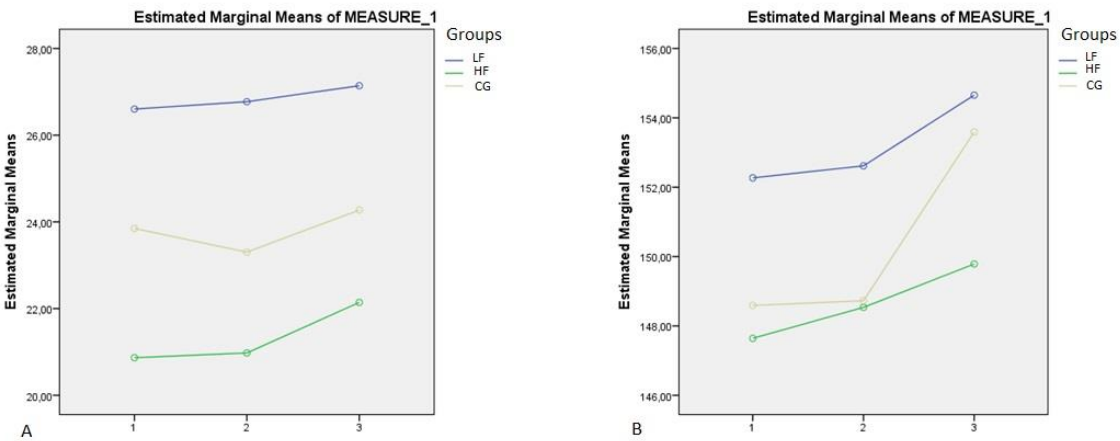 Estimated Marginal Means of MEASURE_1
Groups
LF
HF
CG
28,00
26,00
24,00
22,00
20,00
Estimated Marginal Means
1 2 3
A
Estimated Marginal Means of MEASURE_1
Groups
LF
HF
CG
156,00
154,00
152,00
150,00
148,00
146,00
Estimated Marginal Means
1 2 3
B